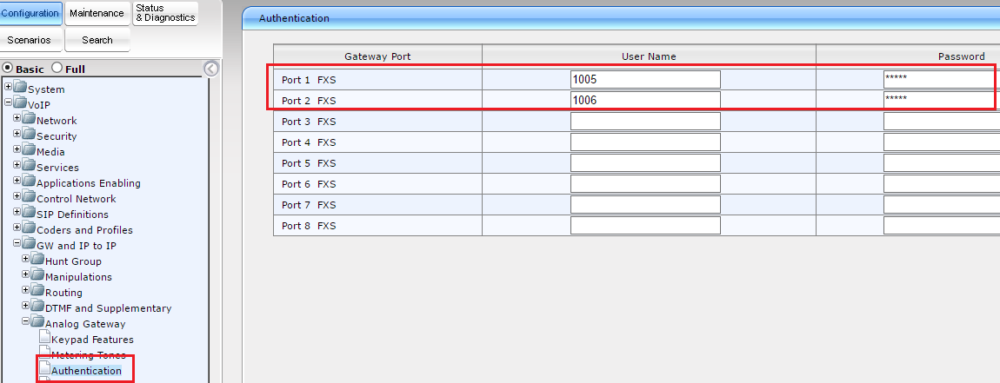 Configuration Maintenance Status & Diagnostics
Scenarios Search
Basic Full
System
VoIP
Network
Security
Media
Services
Applications Enabling
Control Network
SIP Definitions
Coders and Profiles
GW and IP to IP
Hunt Group
Manipulations
Routing
DTMF and Supplementary
Analog Gateway
Keypad Features
Metering Tones
Authentication
Authentication
Gateway Port User Name Password
Port 1 FXS 1005 *****
Port 2 FXS 1006 *****
Port 3 FXS
Port 4 FXS
Port 5 FXS
Port 6 FXS
Port 7 FXS
Port 8 FXS